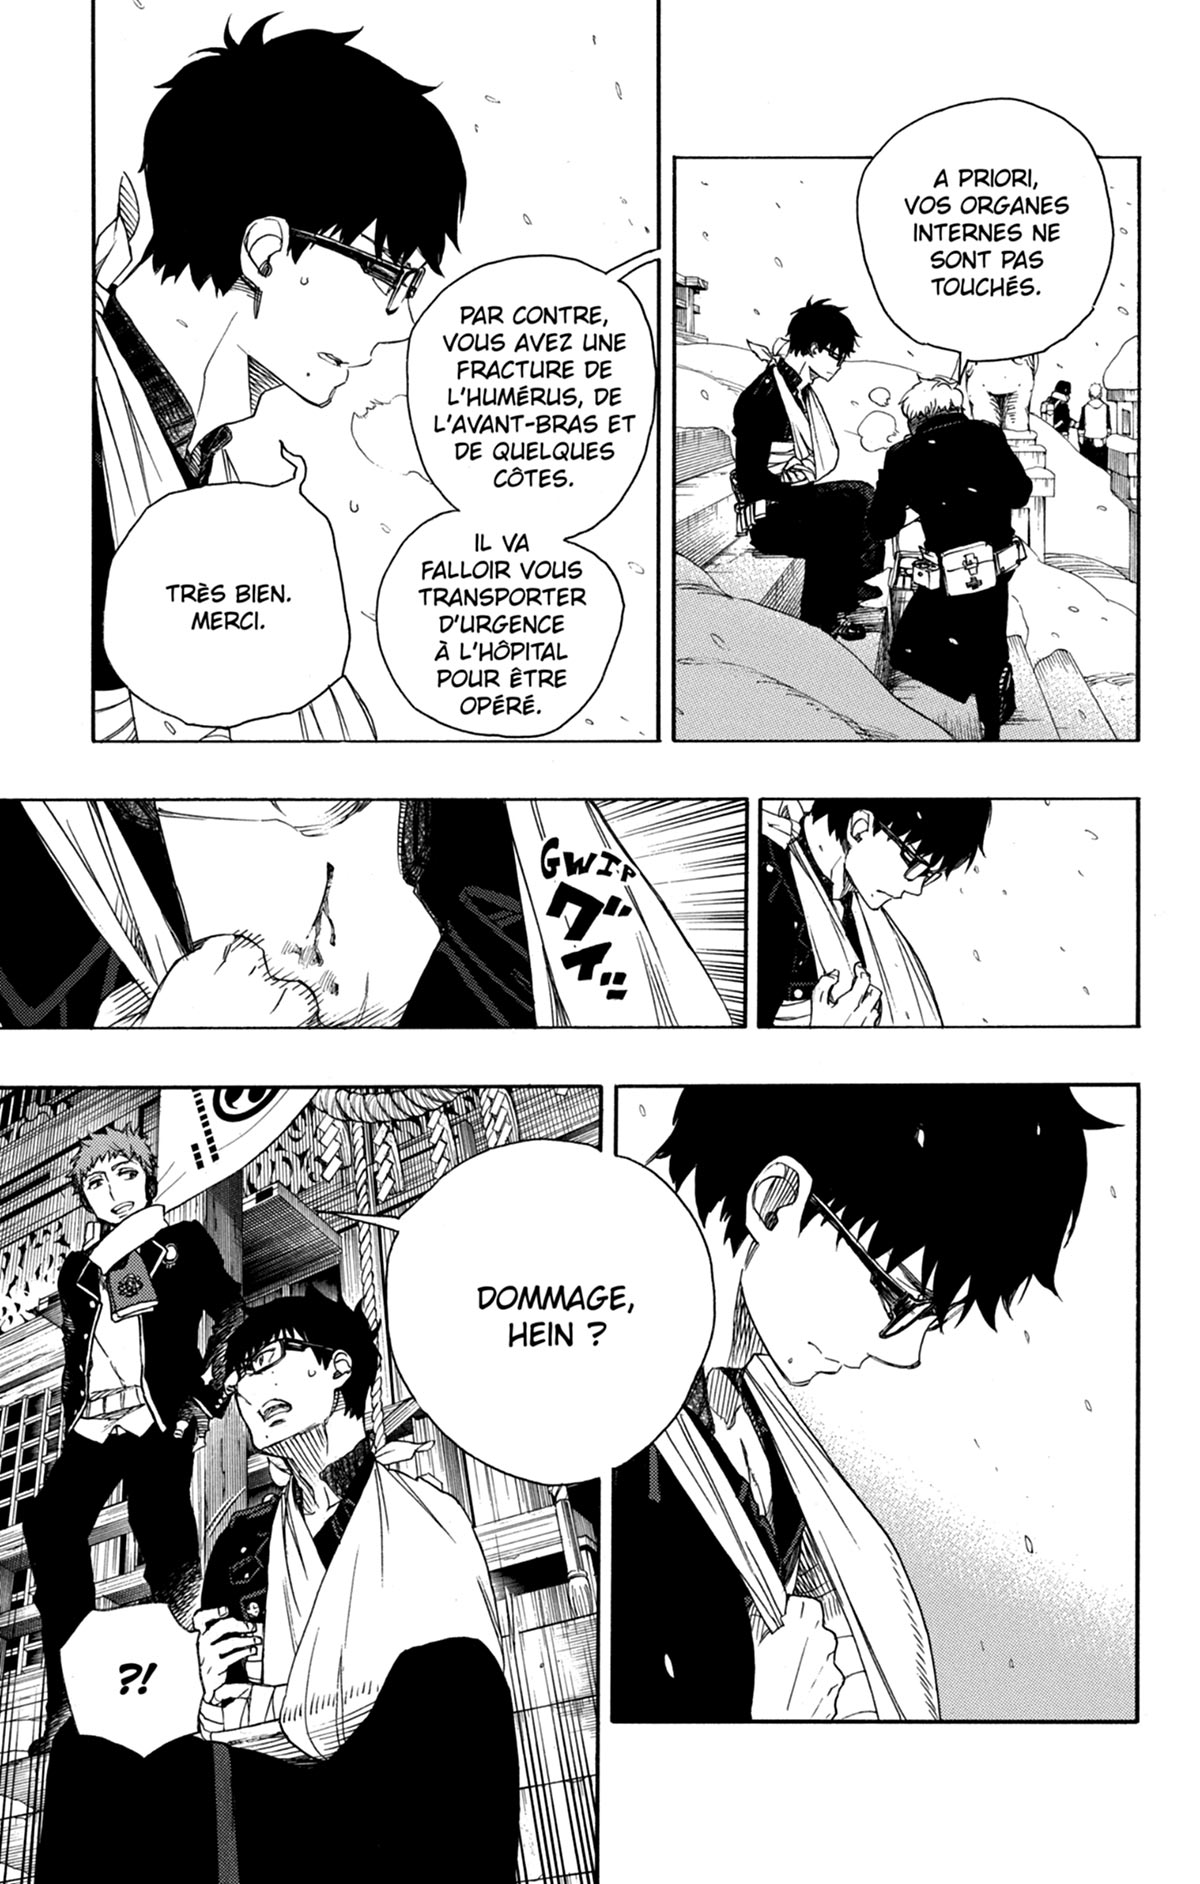 A PRIORI,
VOS ORGANES
INTERNES NE
SONT PAS
TOUCHÉS.
PAR CONTRE,
VOUS AVEZ UNE
FRACTURE DE
L'HUMÉRUS, DE
L'AVANT-BRAS ET
DE QUELQUES
CÔTES.
IL VA
FALLOIR VOUS
TRANSPORTER
D'URGENCE
À L'HÔPITAL
POUR ÊTRE
OPÉRÉ.
TRÈS BIEN.
MERCI.
GWIP
グイ
DOMMAGE,
HEIN ?
?!